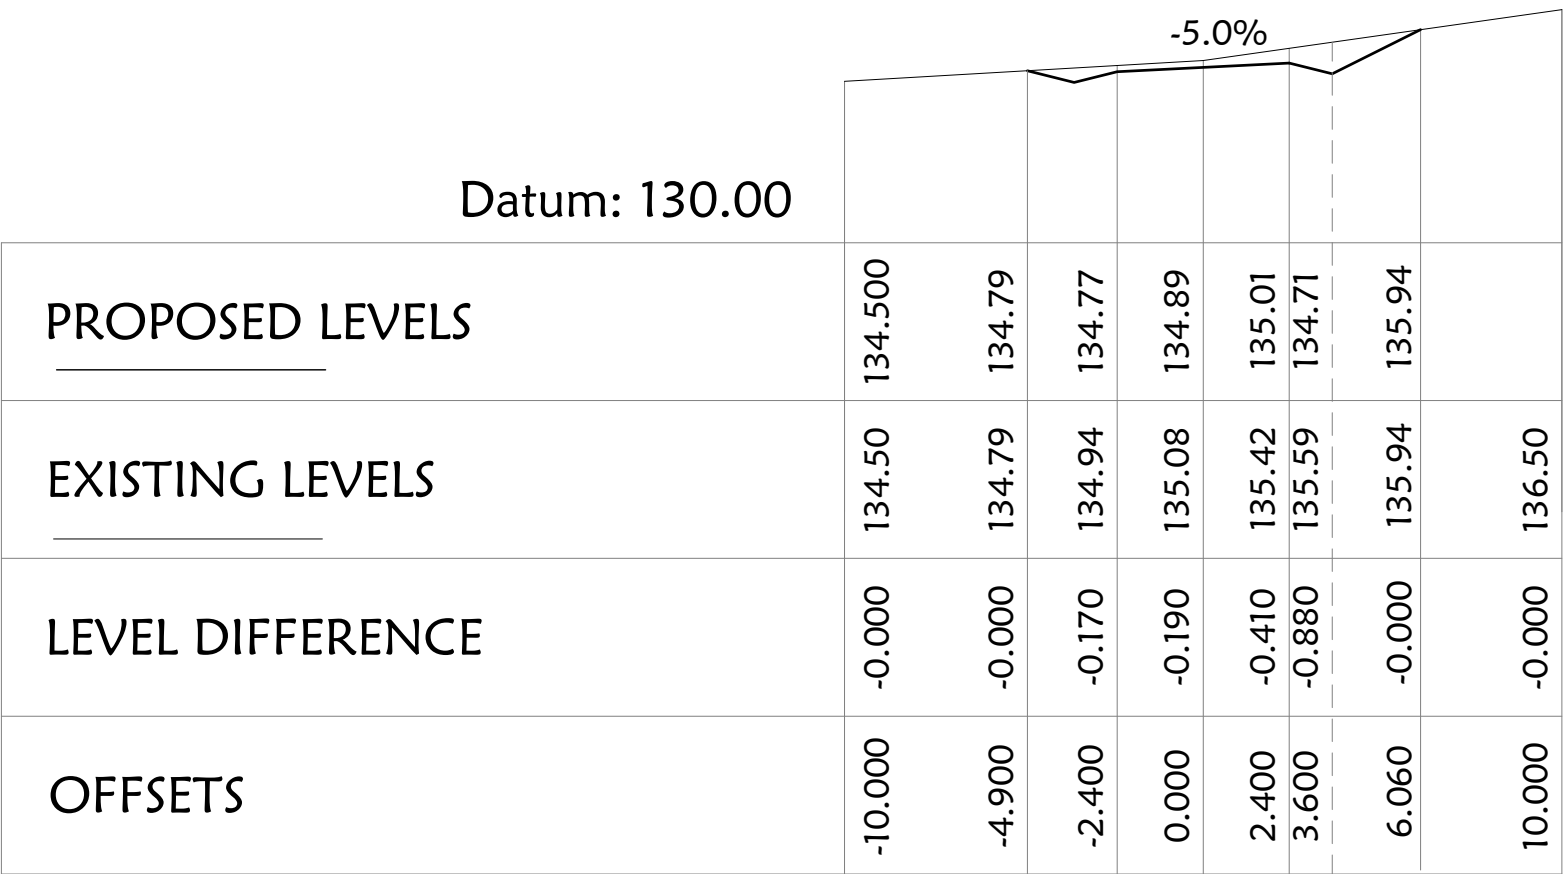 -5.0%
Datum: 130.00
PROPOSED LEVELS 134.500 134.79 134.77 134.89 135.01 134.71 135.94
EXISTING LEVELS 134.50 134.79 134.94 135.08 135.42 135.59 135.94 136.50
LEVEL DIFFERENCE -0.000 -0.000 -0.170 -0.190 -0.410 -0.880 -0.000 -0.000
OFFSETS -10.000 -4.900 -2.400 0.000 2.400 3.600 6.060 10.000